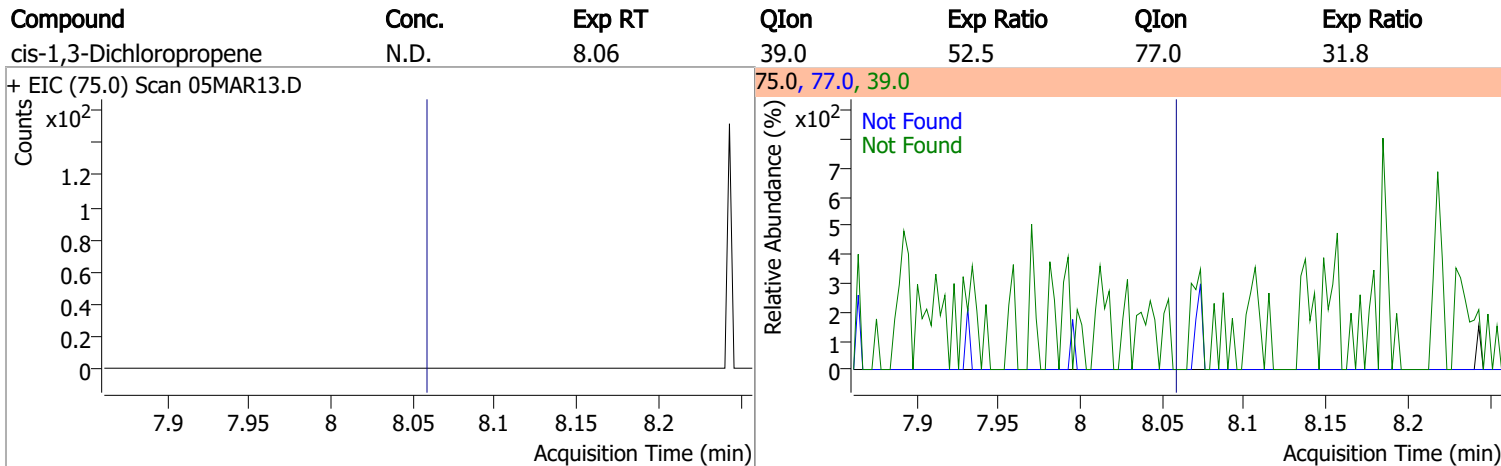 Compound Conc. Exp RT QIon Exp Ratio QIon Exp Ratio
cis-1,3-Dichloropropene N.D. 8.06 39.0 52.5 77.0 31.8
+ EIC (75.0) Scan 05MAR13.D
Counts
x10²
1.2
1
0.8
0.6
0.4
0.2
0
7.9 7.95 8 8.05 8.1 8.15 8.2
Acquisition Time (min)
75.0, 77.0, 39.0
Relative Abundance (%)
x10²
Not Found
Not Found
7
6
5
4
3
2
1
0
7.9 7.95 8 8.05 8.1 8.15 8.2
Acquisition Time (min)